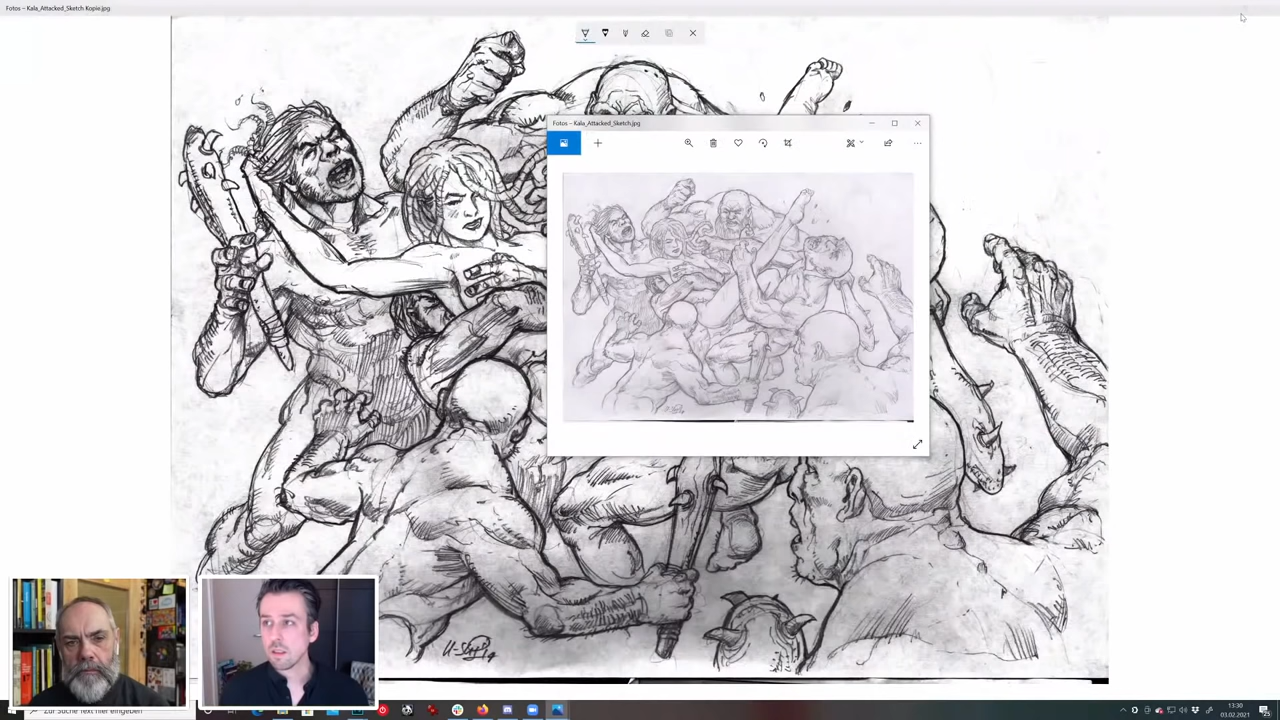 Fotos – Kala_Attacked_Sketch Kopie.jpg
Fotos – Kala_Attacked_Sketch.jpg
Zur Suche Text hier eingeben
13:30
03.02.2021